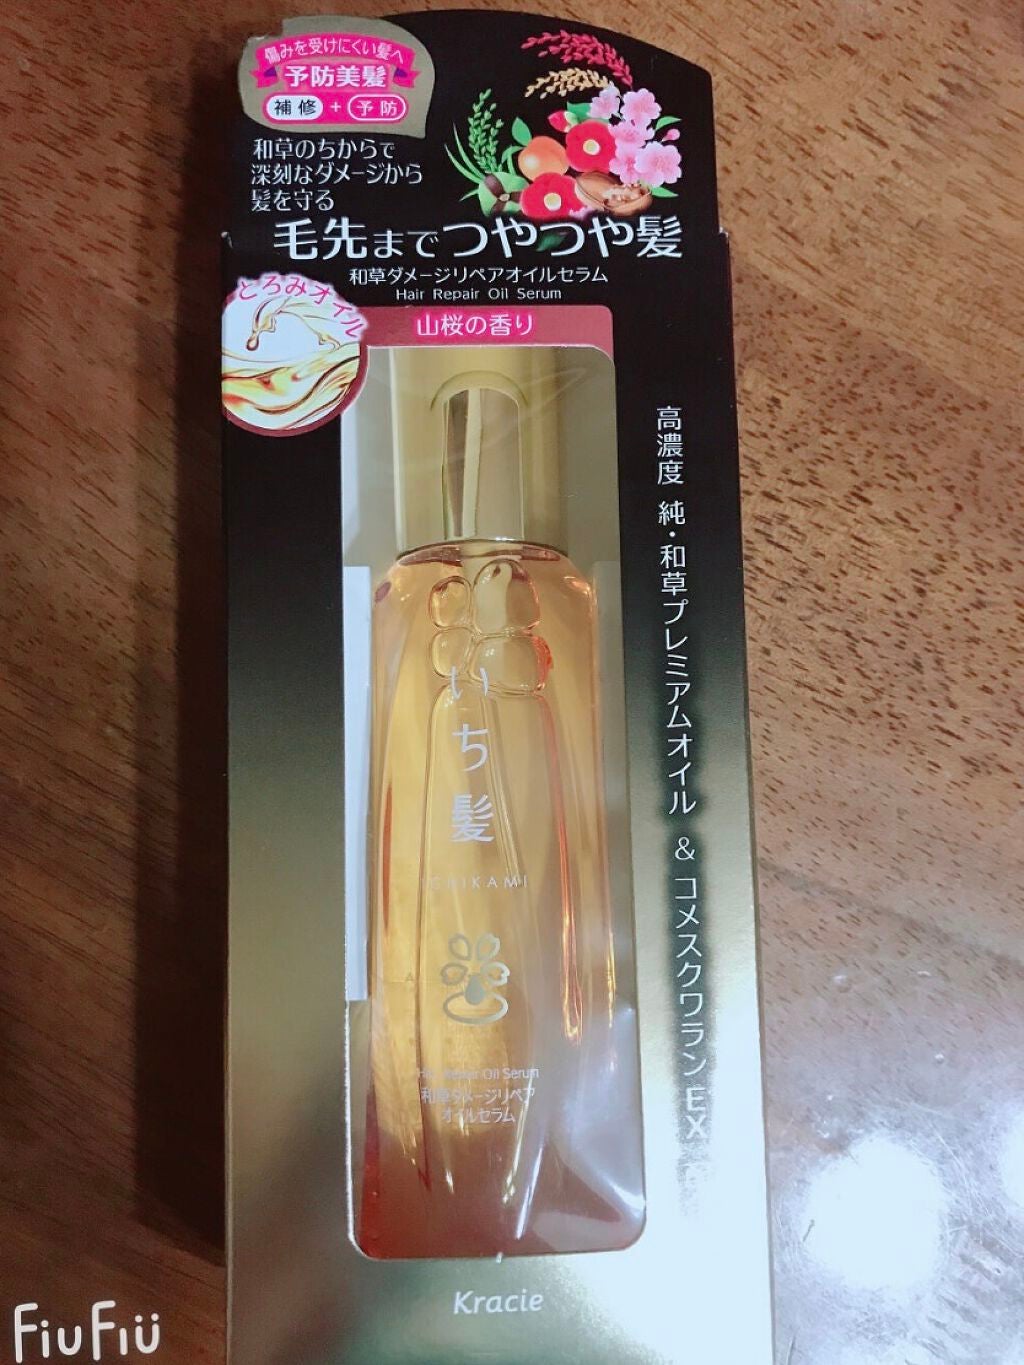 傷みを受けにくい髪へ
予防美髪
補修 + 予防
和草のちからで
深刻なダメージから
髪を守る
毛先までつやつや髪
和草ダメージリペアオイルセラム
Hair Repair Oil Serum
とろみオイル
山桜の香り
高濃度 純・和草プレミアムオイル & コメスクワラン EX
いち髪
ICHIKAMI
Hair Repair Oil Serum
和草ダメージリペア
オイルセラム
Kracie
FiuFiu